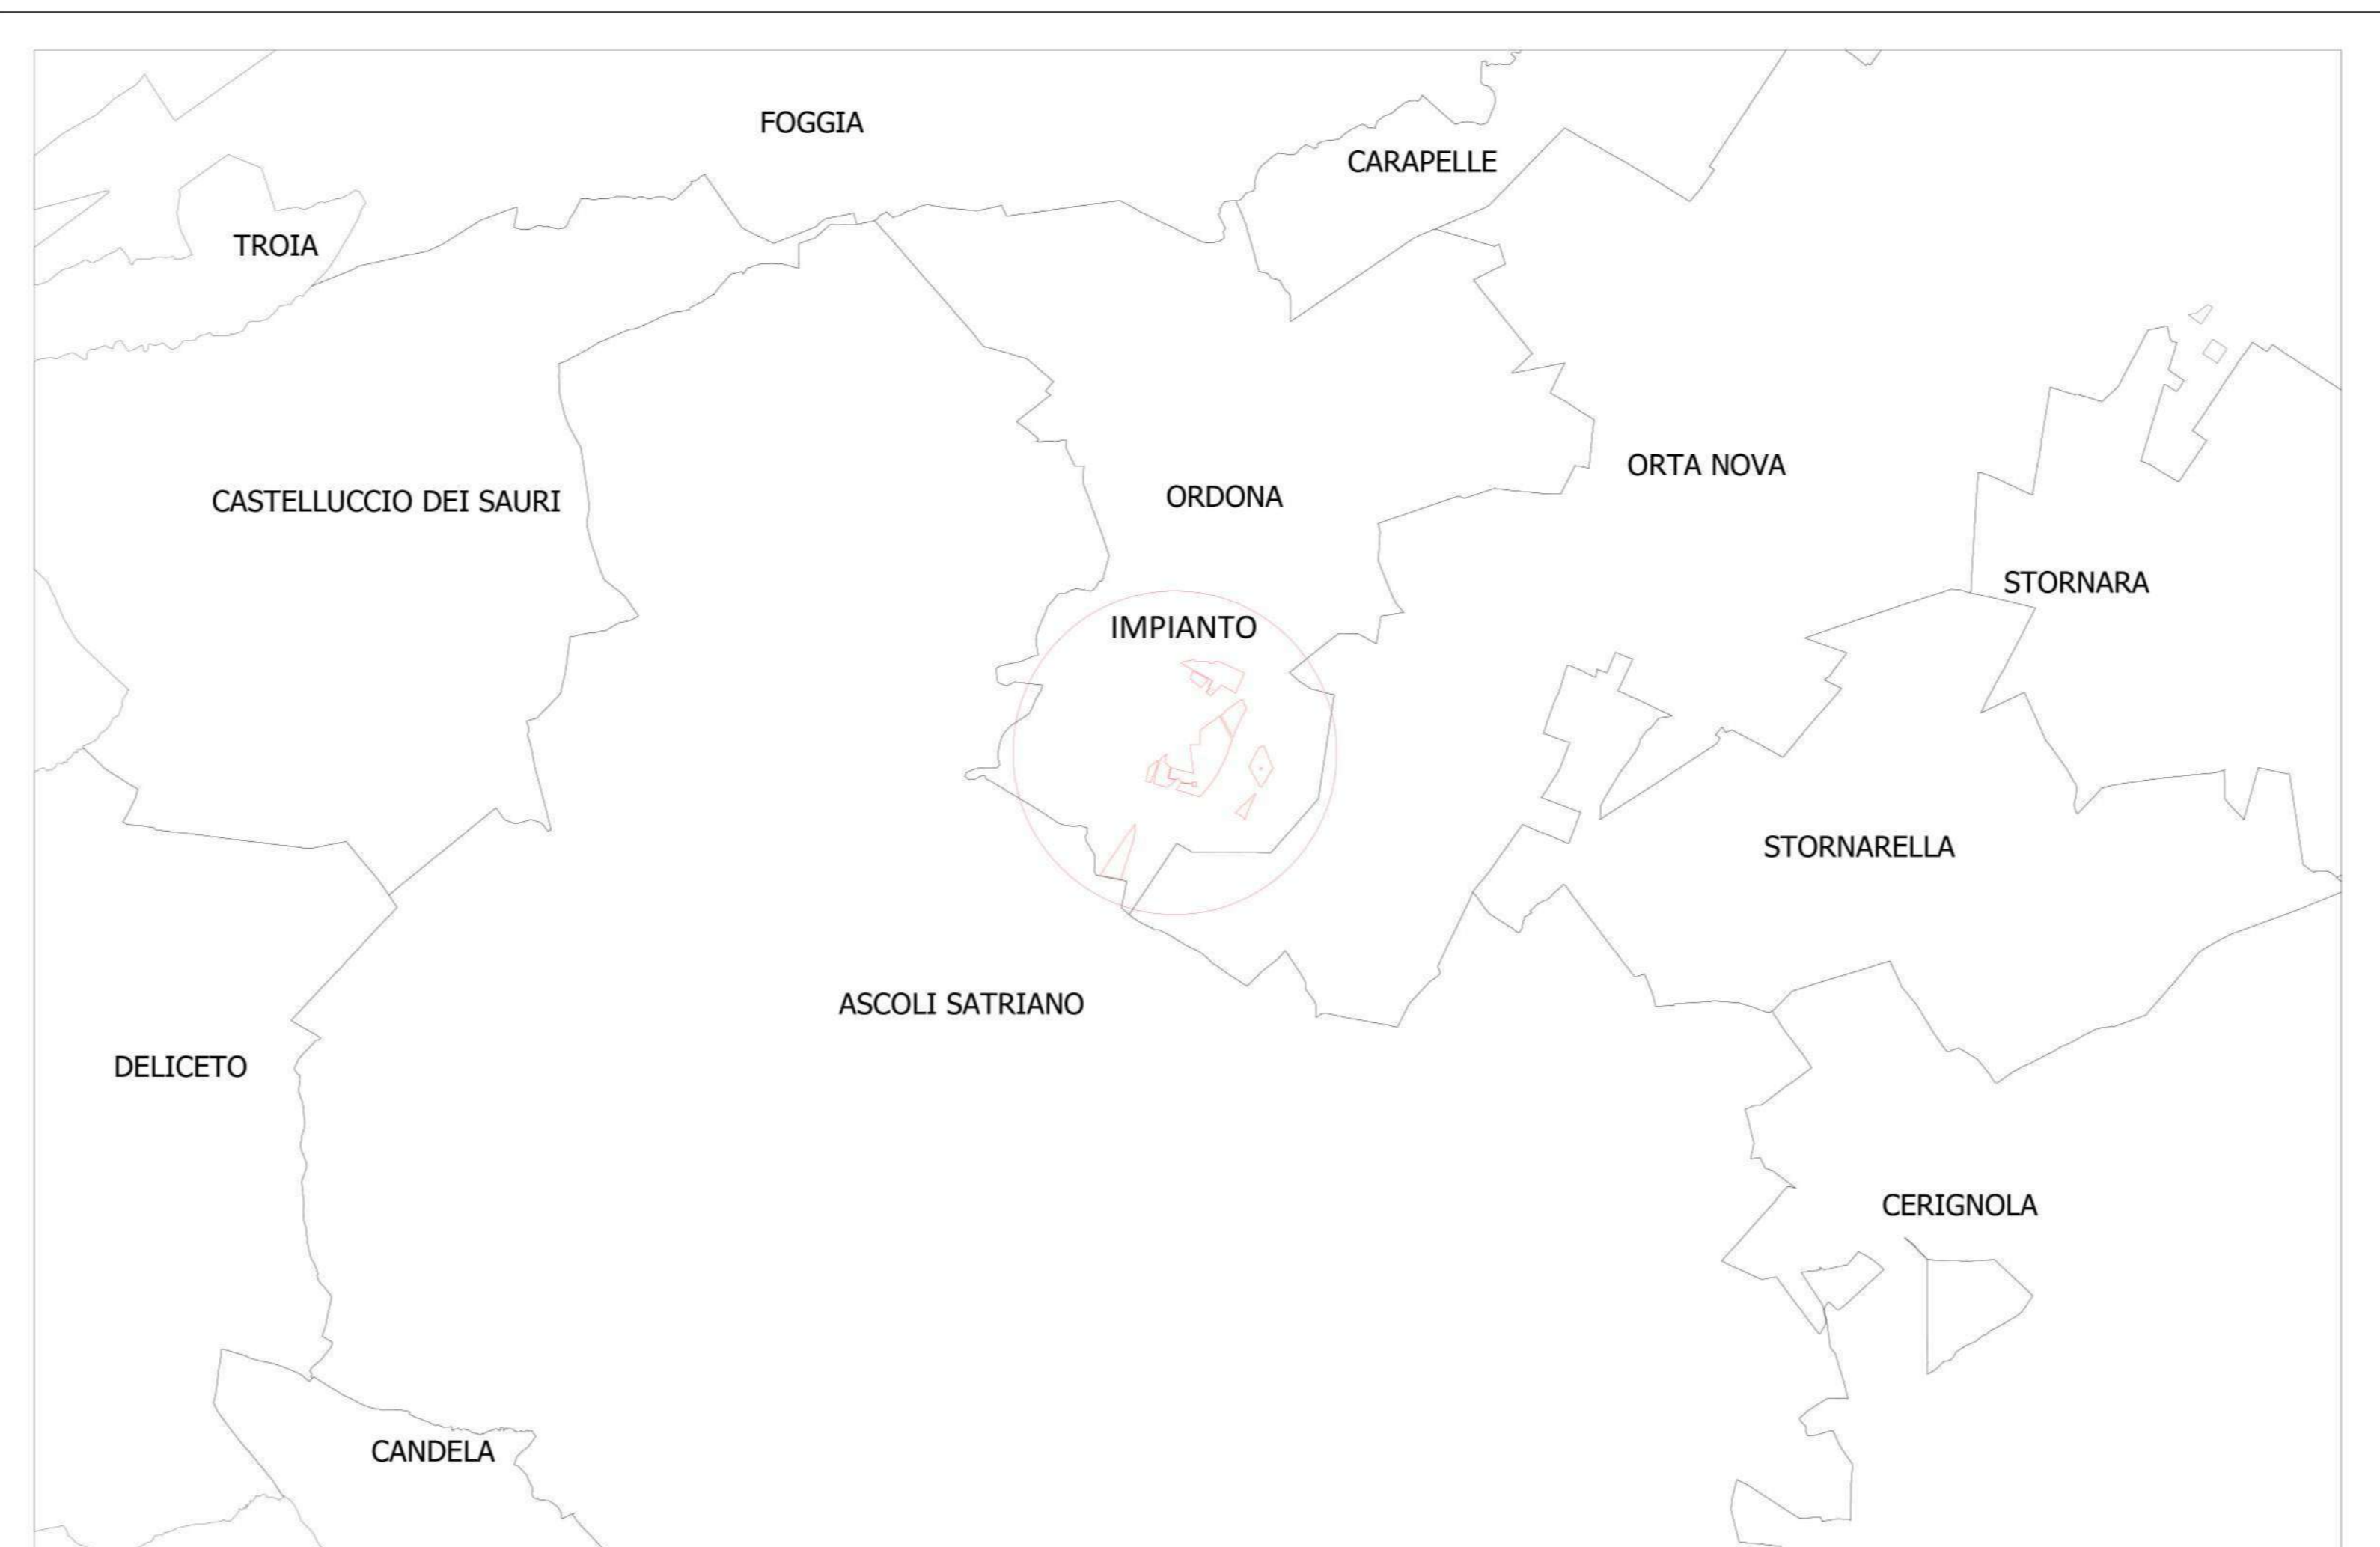 FOGGIA
CARAPELLE
TROIA
ORTA NOVA
CASTELLUCCIO DEI SAURI
ORDONA
STORNARA
IMPIANTO
STORNARELLA
ASCOLI SATRIANO
DELICETO
CERIGNOLA
CANDELA